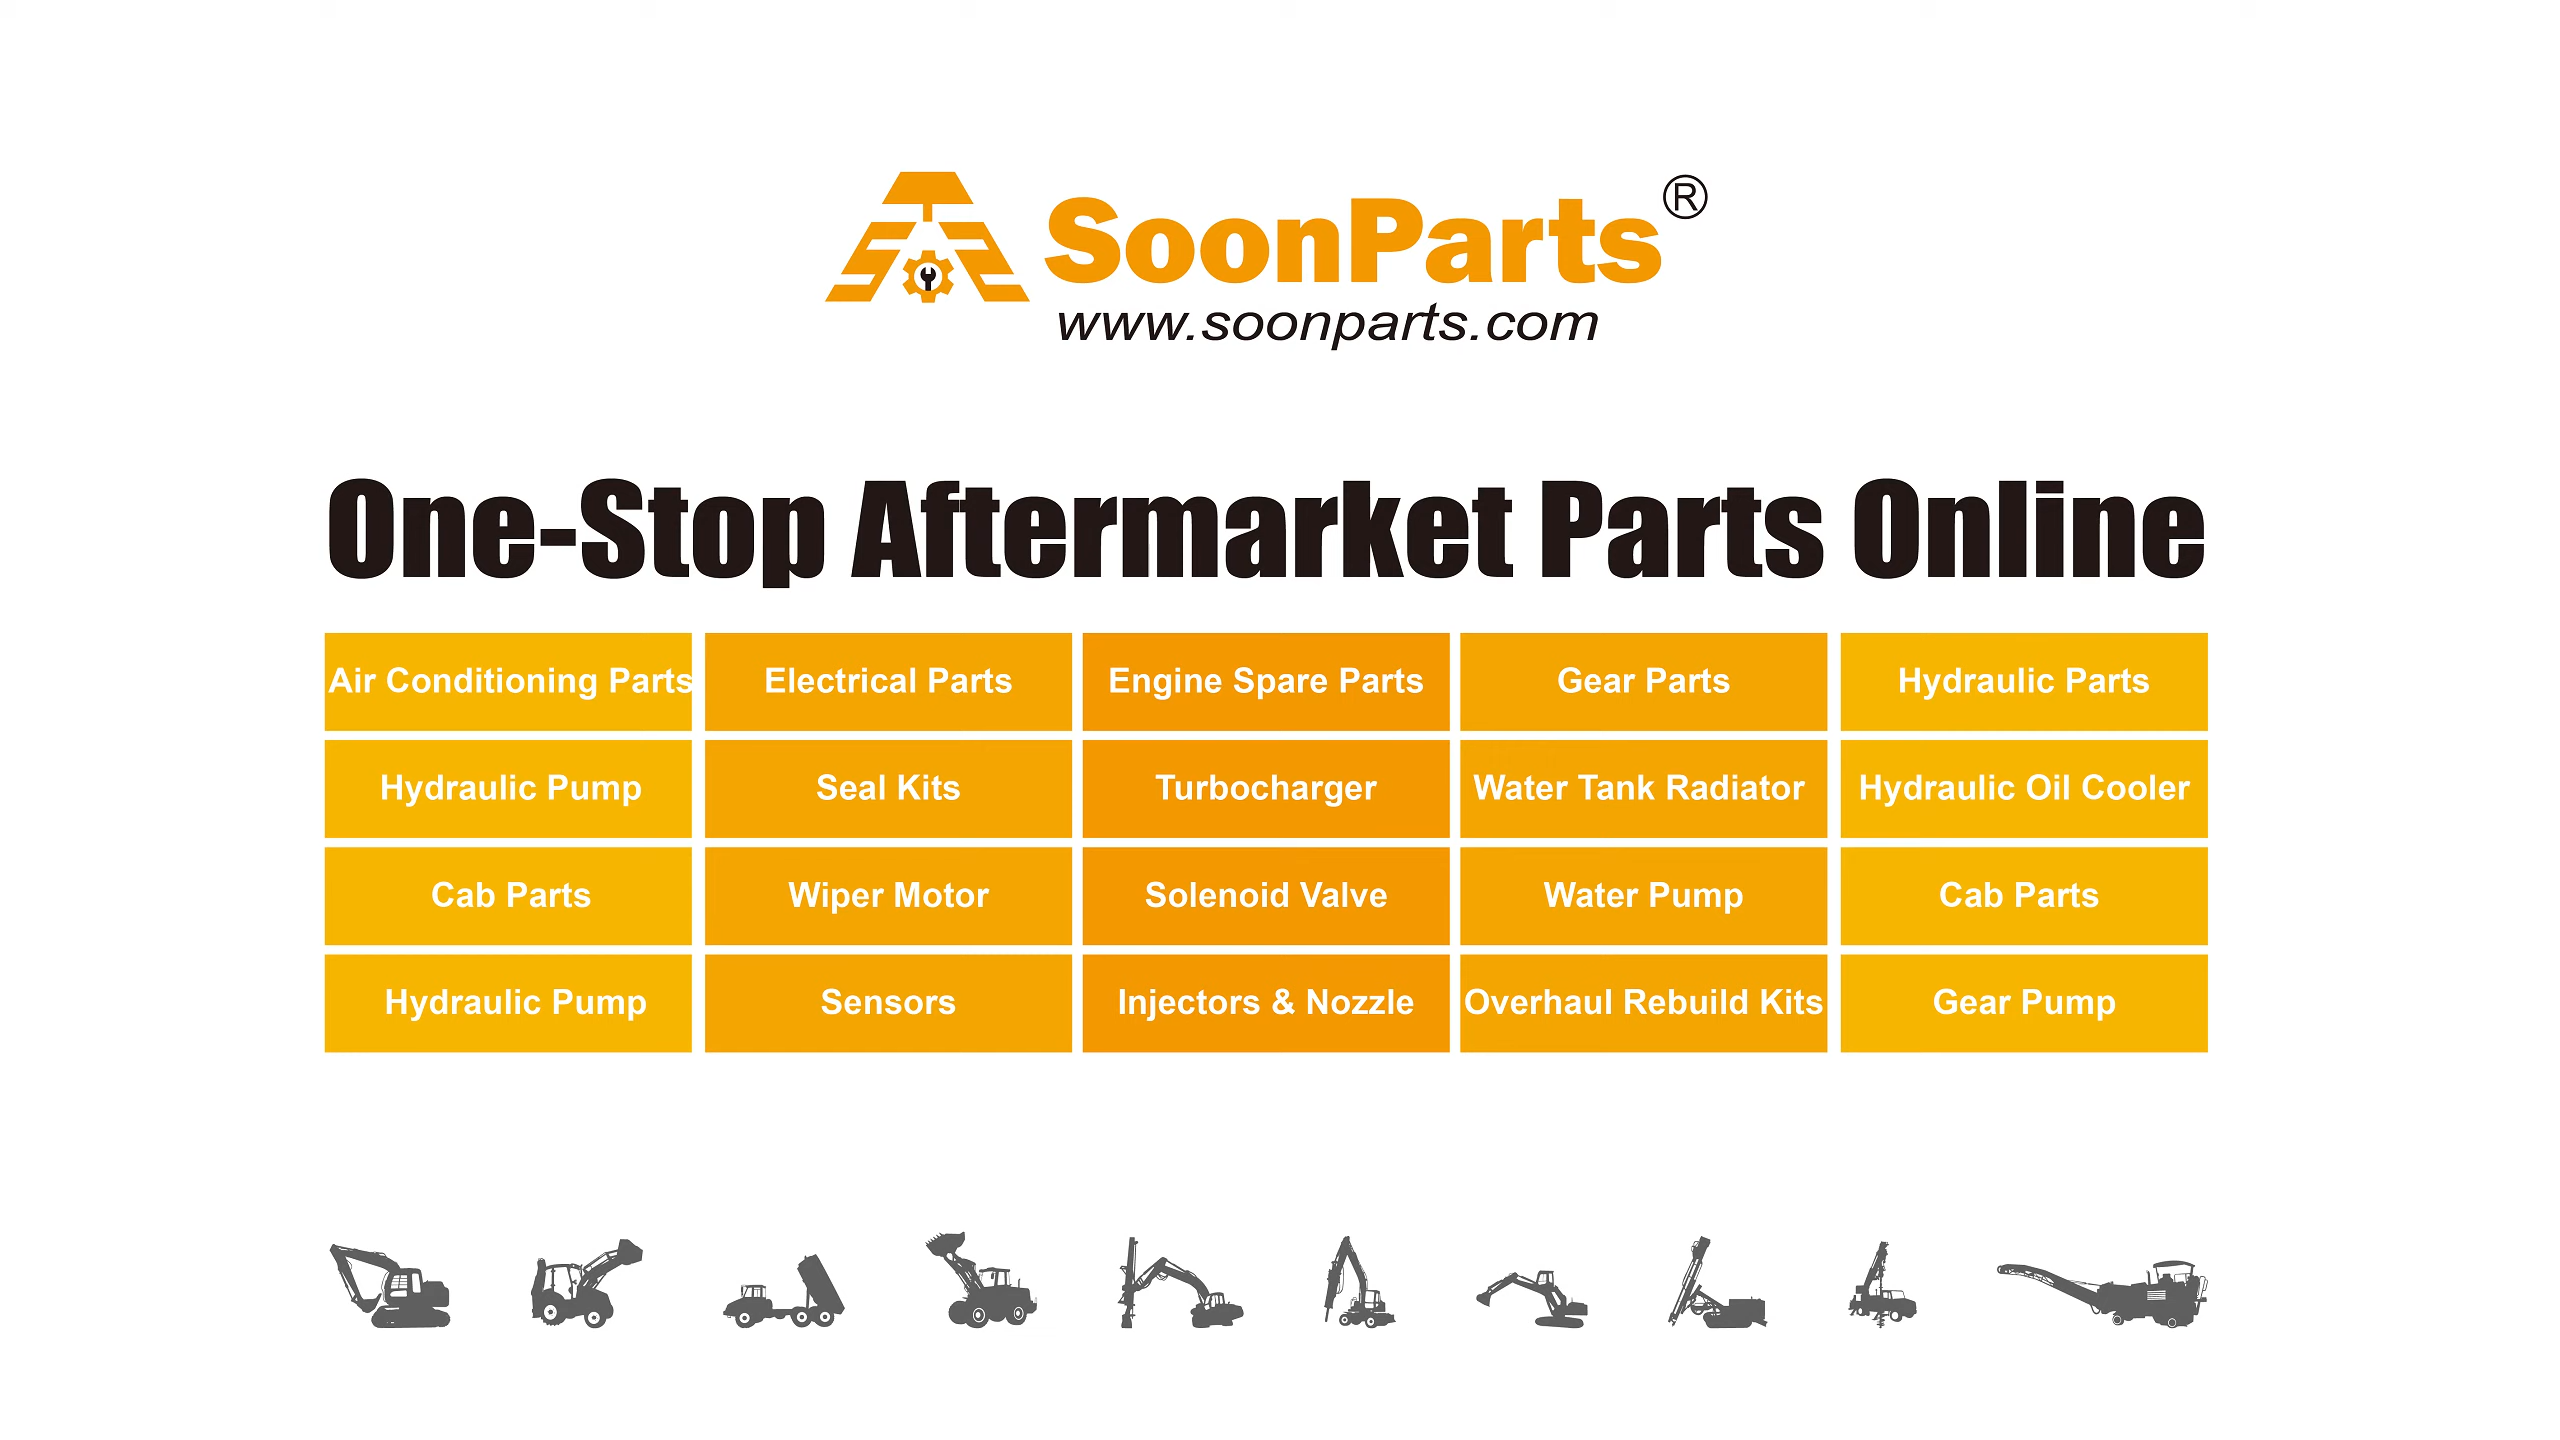 SoonParts®
www.soonparts.com
One-Stop Aftermarket Parts Online
Air Conditioning Parts
Electrical Parts
Engine Spare Parts
Gear Parts
Hydraulic Parts
Hydraulic Pump
Seal Kits
Turbocharger
Water Tank Radiator
Hydraulic Oil Cooler
Cab Parts
Wiper Motor
Solenoid Valve
Water Pump
Cab Parts
Hydraulic Pump
Sensors
Injectors & Nozzle
Overhaul Rebuild Kits
Gear Pump